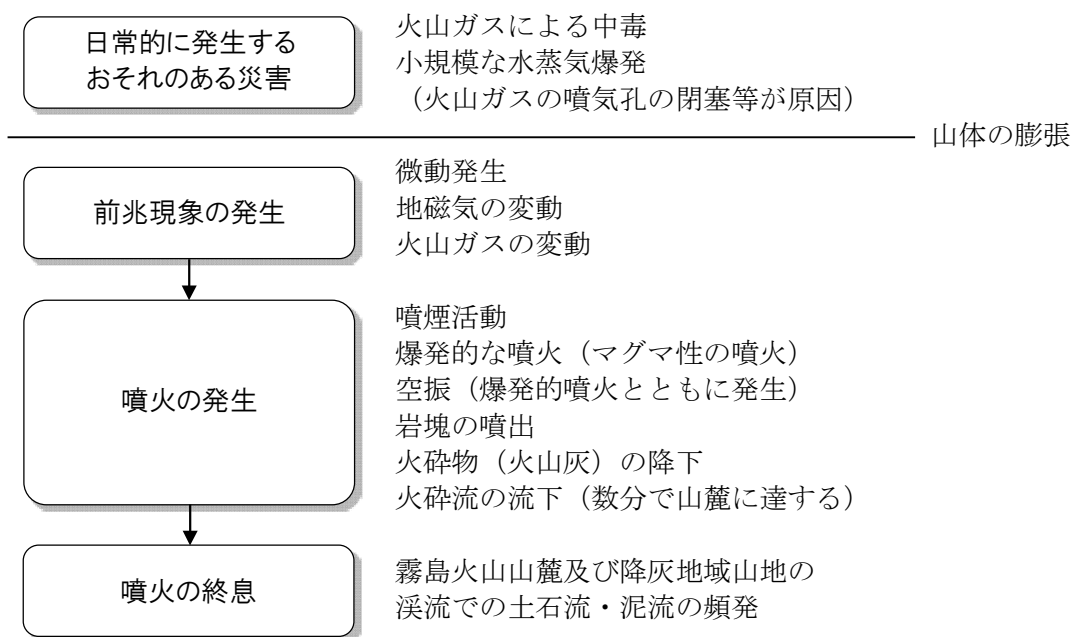 日常的に発生する
おそれのある災害
火山ガスによる中毒
小規模な水蒸気爆発
（火山ガスの噴気孔の閉塞等が原因）
山体の膨張
前兆現象の発生
微動発生
地磁気の変動
火山ガスの変動
噴火の発生
噴煙活動
爆発的な噴火（マグマ性の噴火）
空振（爆発的噴火とともに発生）
岩塊の噴出
火砕物（火山灰）の降下
火砕流の流下（数分で山麓に達する）
噴火の終息
霧島火山山麓及び降灰地域山地の
渓流での土石流・泥流の頻発